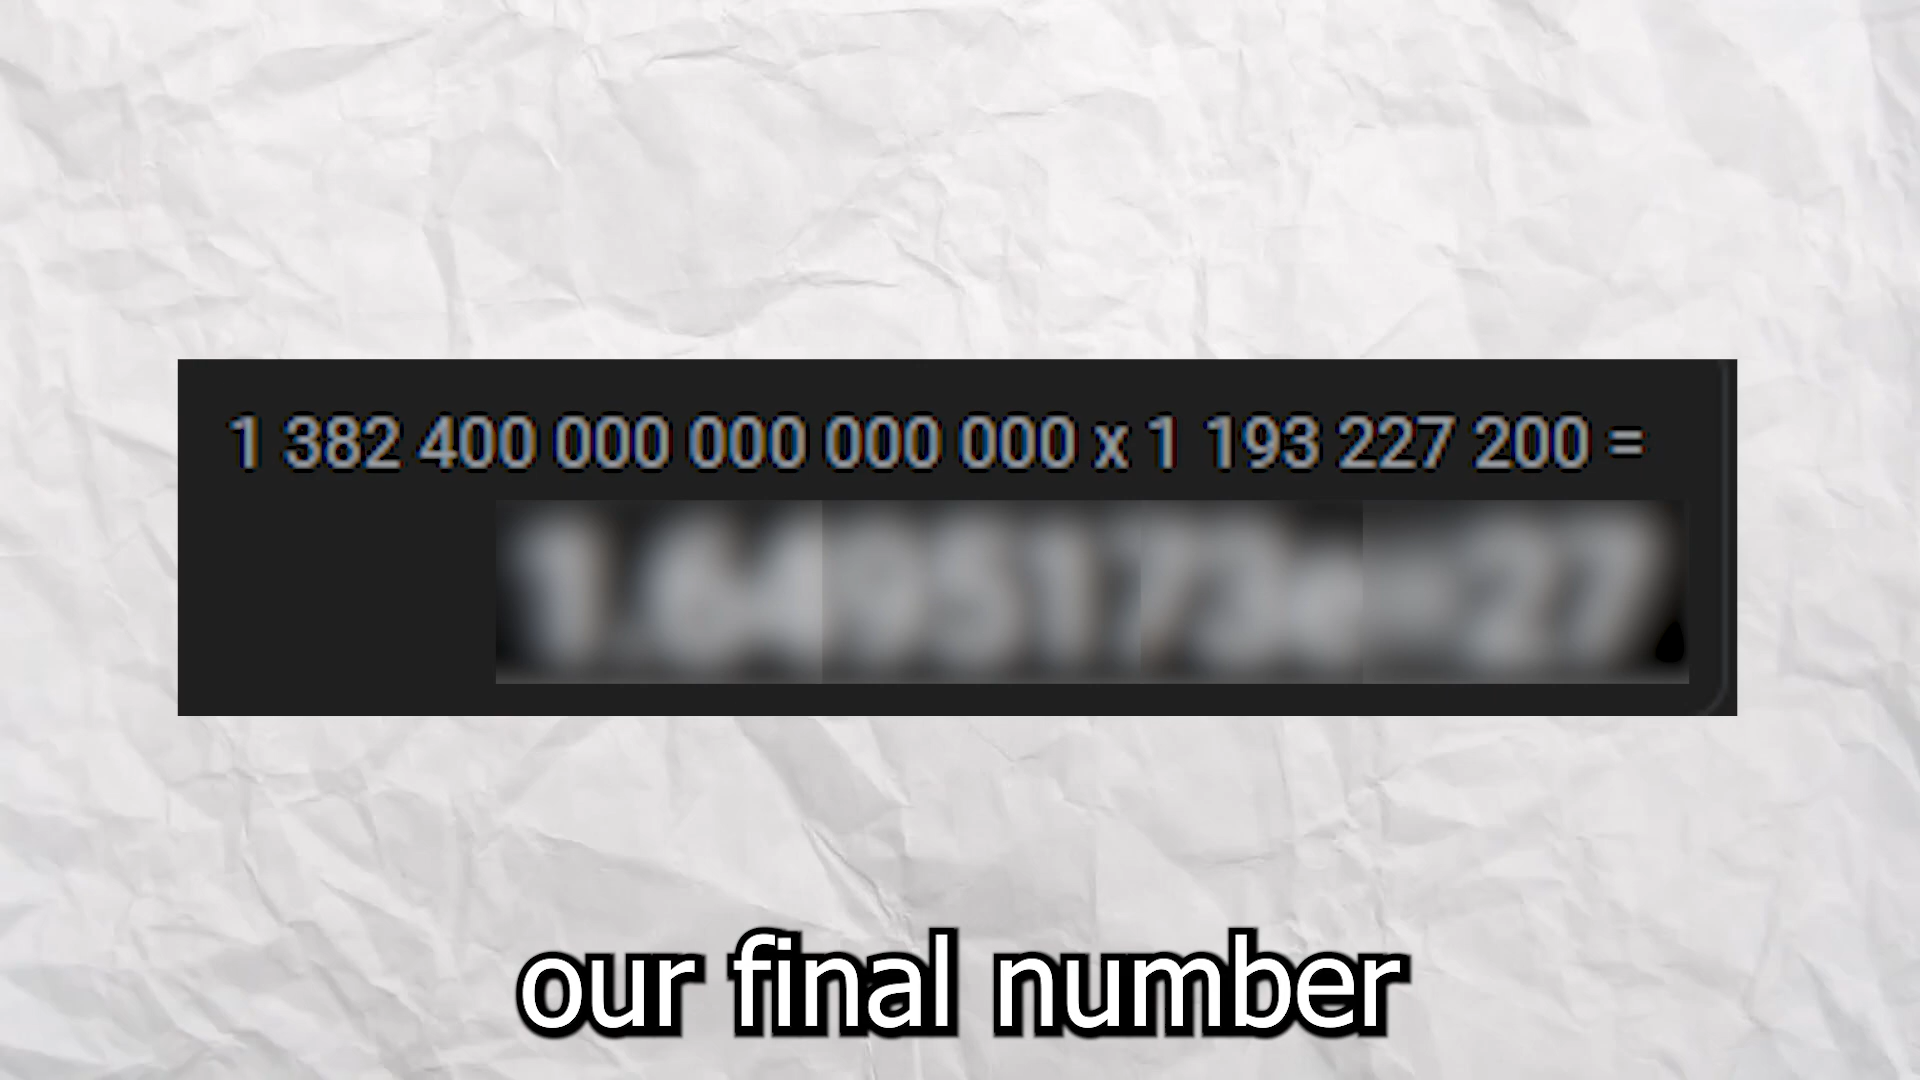 1 382 400 000 000 000 000 x 1 193 227 200 =
our final number